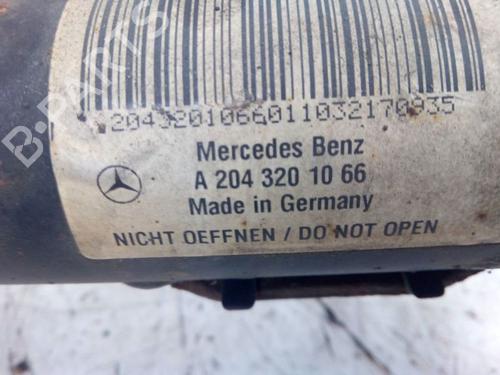 B-PARTS
2043201066011032170935
Mercedes Benz
A 204 320 10 66
Made in Germany
NICHT OEFFNEN / DO NOT OPEN